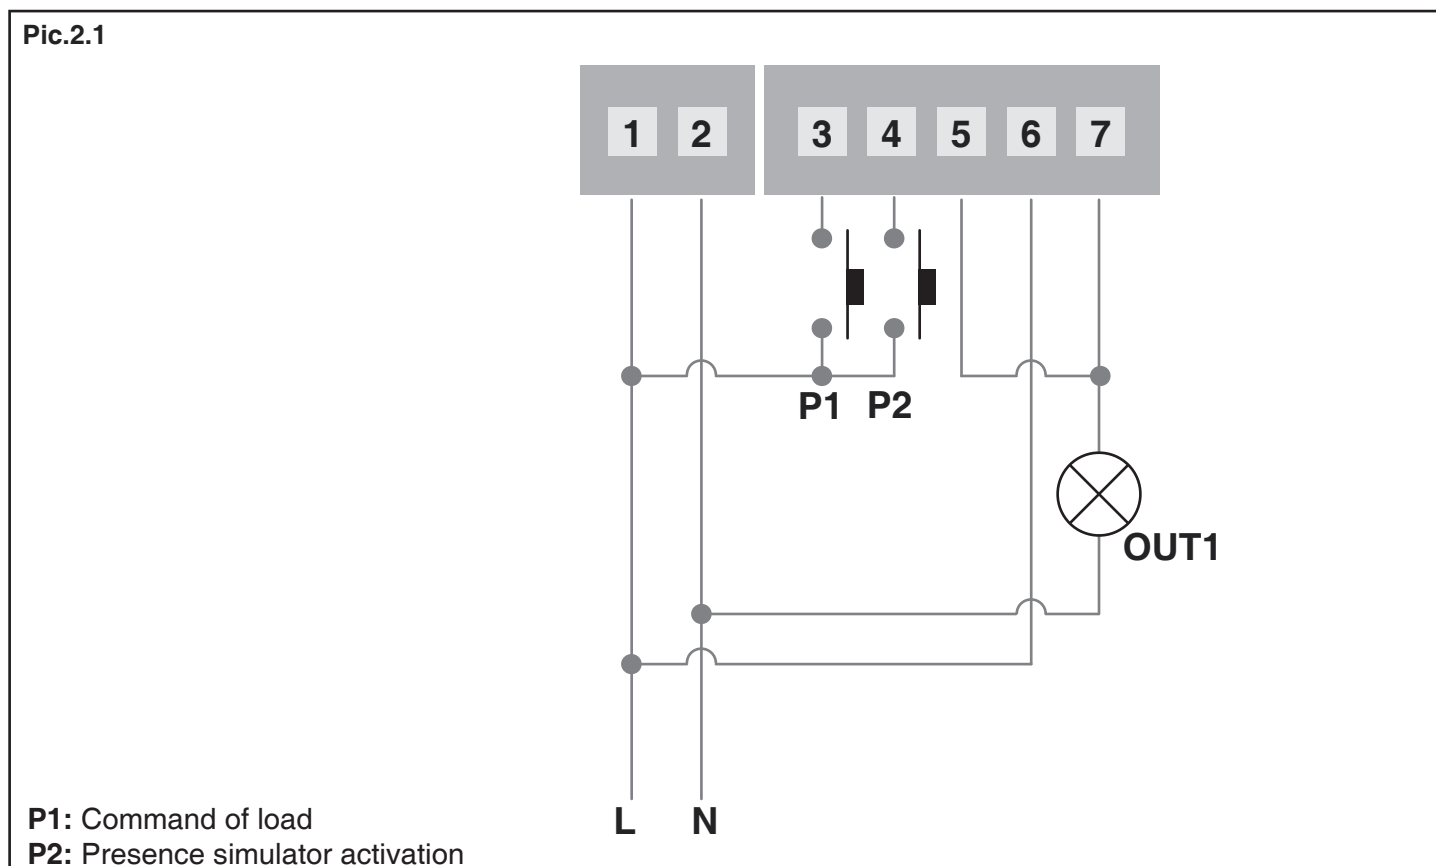 Pic.2.1
1 2 3 4 5 6 7
P1 P2
OUT1
L N
P1: Command of load
P2: Presence simulator activation